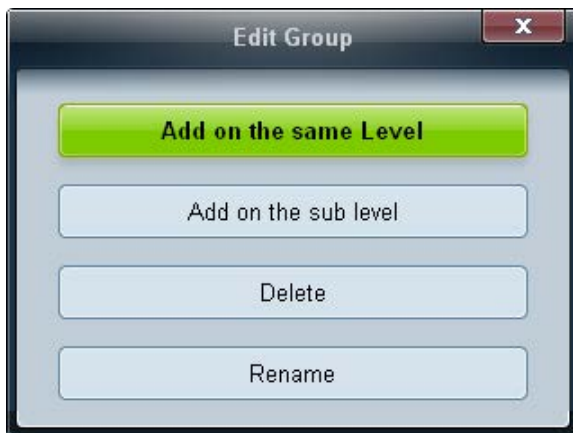 Edit Group
x
Add on the same Level
Add on the sub level
Delete
Rename